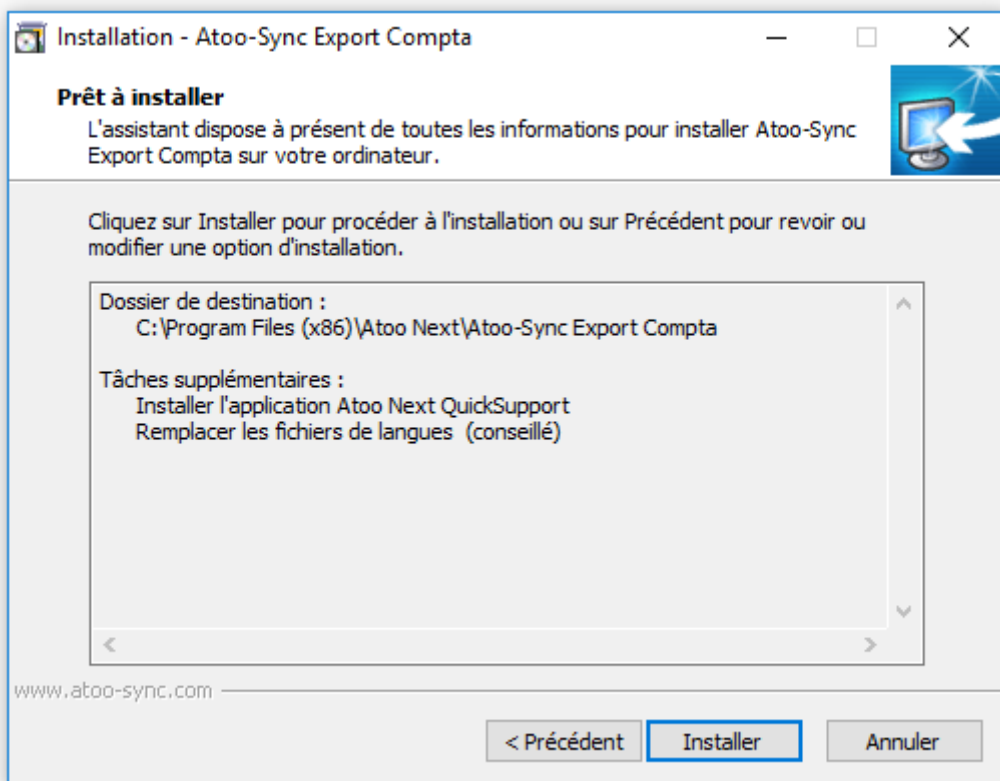 Installation - Atoo-Sync Export Compta
Prêt à installer
L'assistant dispose à présent de toutes les informations pour installer Atoo-Sync
Export Compta sur votre ordinateur.
Cliquez sur Installer pour procéder à l'installation ou sur Précédent pour revoir ou
modifier une option d'installation.
Dossier de destination :
C:\Program Files (x86)\Atoo Next\Atoo-Sync Export Compta
Tâches supplémentaires :
Installer l'application Atoo Next QuickSupport
Remplacer les fichiers de langues  (conseillé)
www.atoo-sync.com
< Précédent Installer Annuler